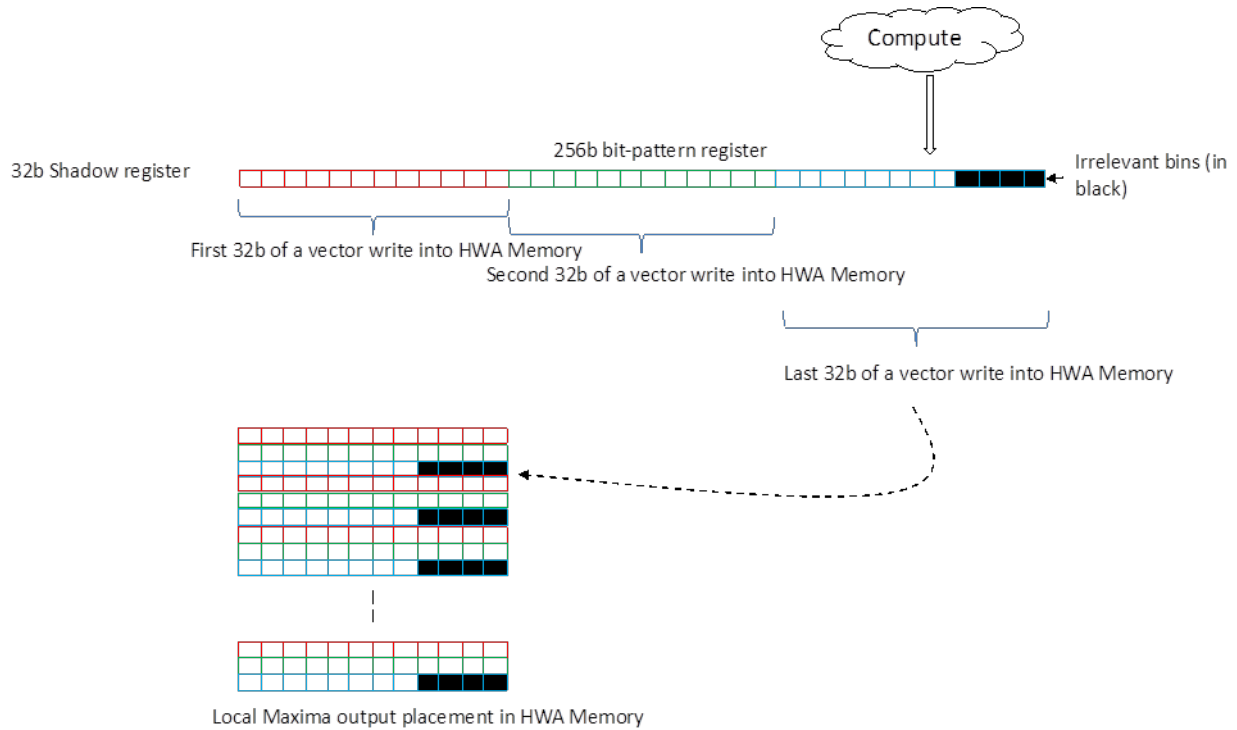 Compute
256b bit-pattern register
32b Shadow register
Irrelevant bins (in
black)
First 32b of a vector write into HWA Memory
Second 32b of a vector write into HWA Memory
Last 32b of a vector write into HWA Memory
Local Maxima output placement in HWA Memory